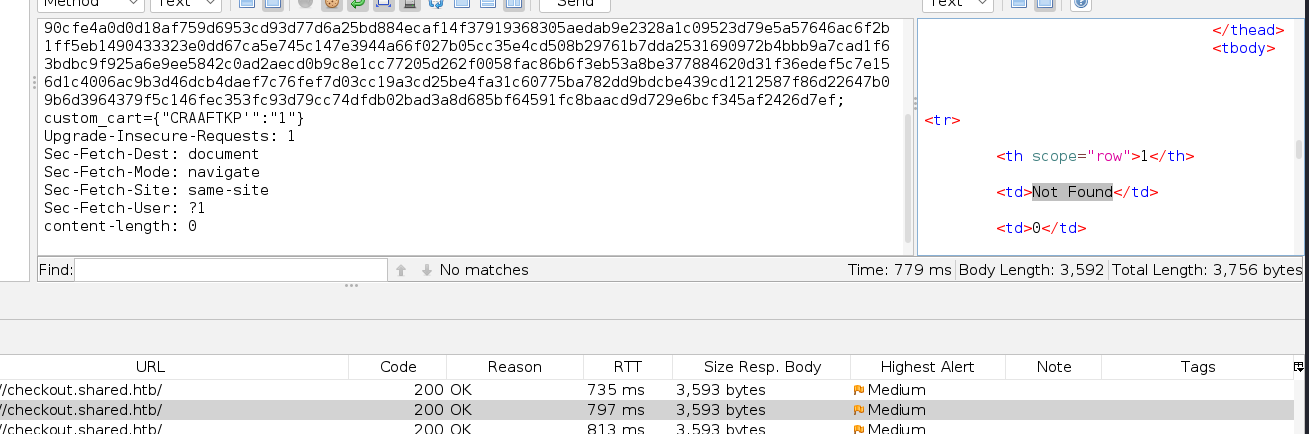 Method
Text
Send
Text
90cfe4a0d0d18af759d6953cd93d77d6a25bd884ecaf14f37919368305aedab9e2328a1c09523d79e5a57646ac6f2b
1ff5eb1490433323e0dd67ca5e745c147e3944a66f027b05cc35e4cd508b29761b7dda2531690972b4bbb9a7cad1f6
3bdbc9f925a6e9ee5842c0ad2aecd0b9c8e1cc77205d262f0058fac86b6f3eb53a8be377884620d31f36edef5c7e15
6d1c4006ac9b3d46dcb4daef7c76fef7d03cc19a3cd25be4fa31c60775ba782dd9bdcbe439cd1212587f86d22647b0
9b6d3964379f5c146fec353fc93d79cc74dfdb02bad3a8d685bf64591fc8baacd9d729e6bcf345af2426d7ef;
custom_cart={"CRAAFTKP'":"1"}
Upgrade-Insecure-Requests: 1
Sec-Fetch-Dest: document
Sec-Fetch-Mode: navigate
Sec-Fetch-Site: same-site
Sec-Fetch-User: ?1
content-length: 0
</thead>
<tbody>
<tr>
<th scope="row">1</th>
<td>Not Found</td>
<td>0</td>
Find: No matches
Time: 779 ms Body Length: 3,592 Total Length: 3,756 bytes
URL Code Reason RTT Size Resp. Body Highest Alert Note Tags
//checkout.shared.htb/ 200 OK 735 ms 3,593 bytes Medium
//checkout.shared.htb/ 200 OK 797 ms 3,593 bytes Medium
//checkout.shared.htb/ 200 OK 813 ms 3,593 bytes Medium